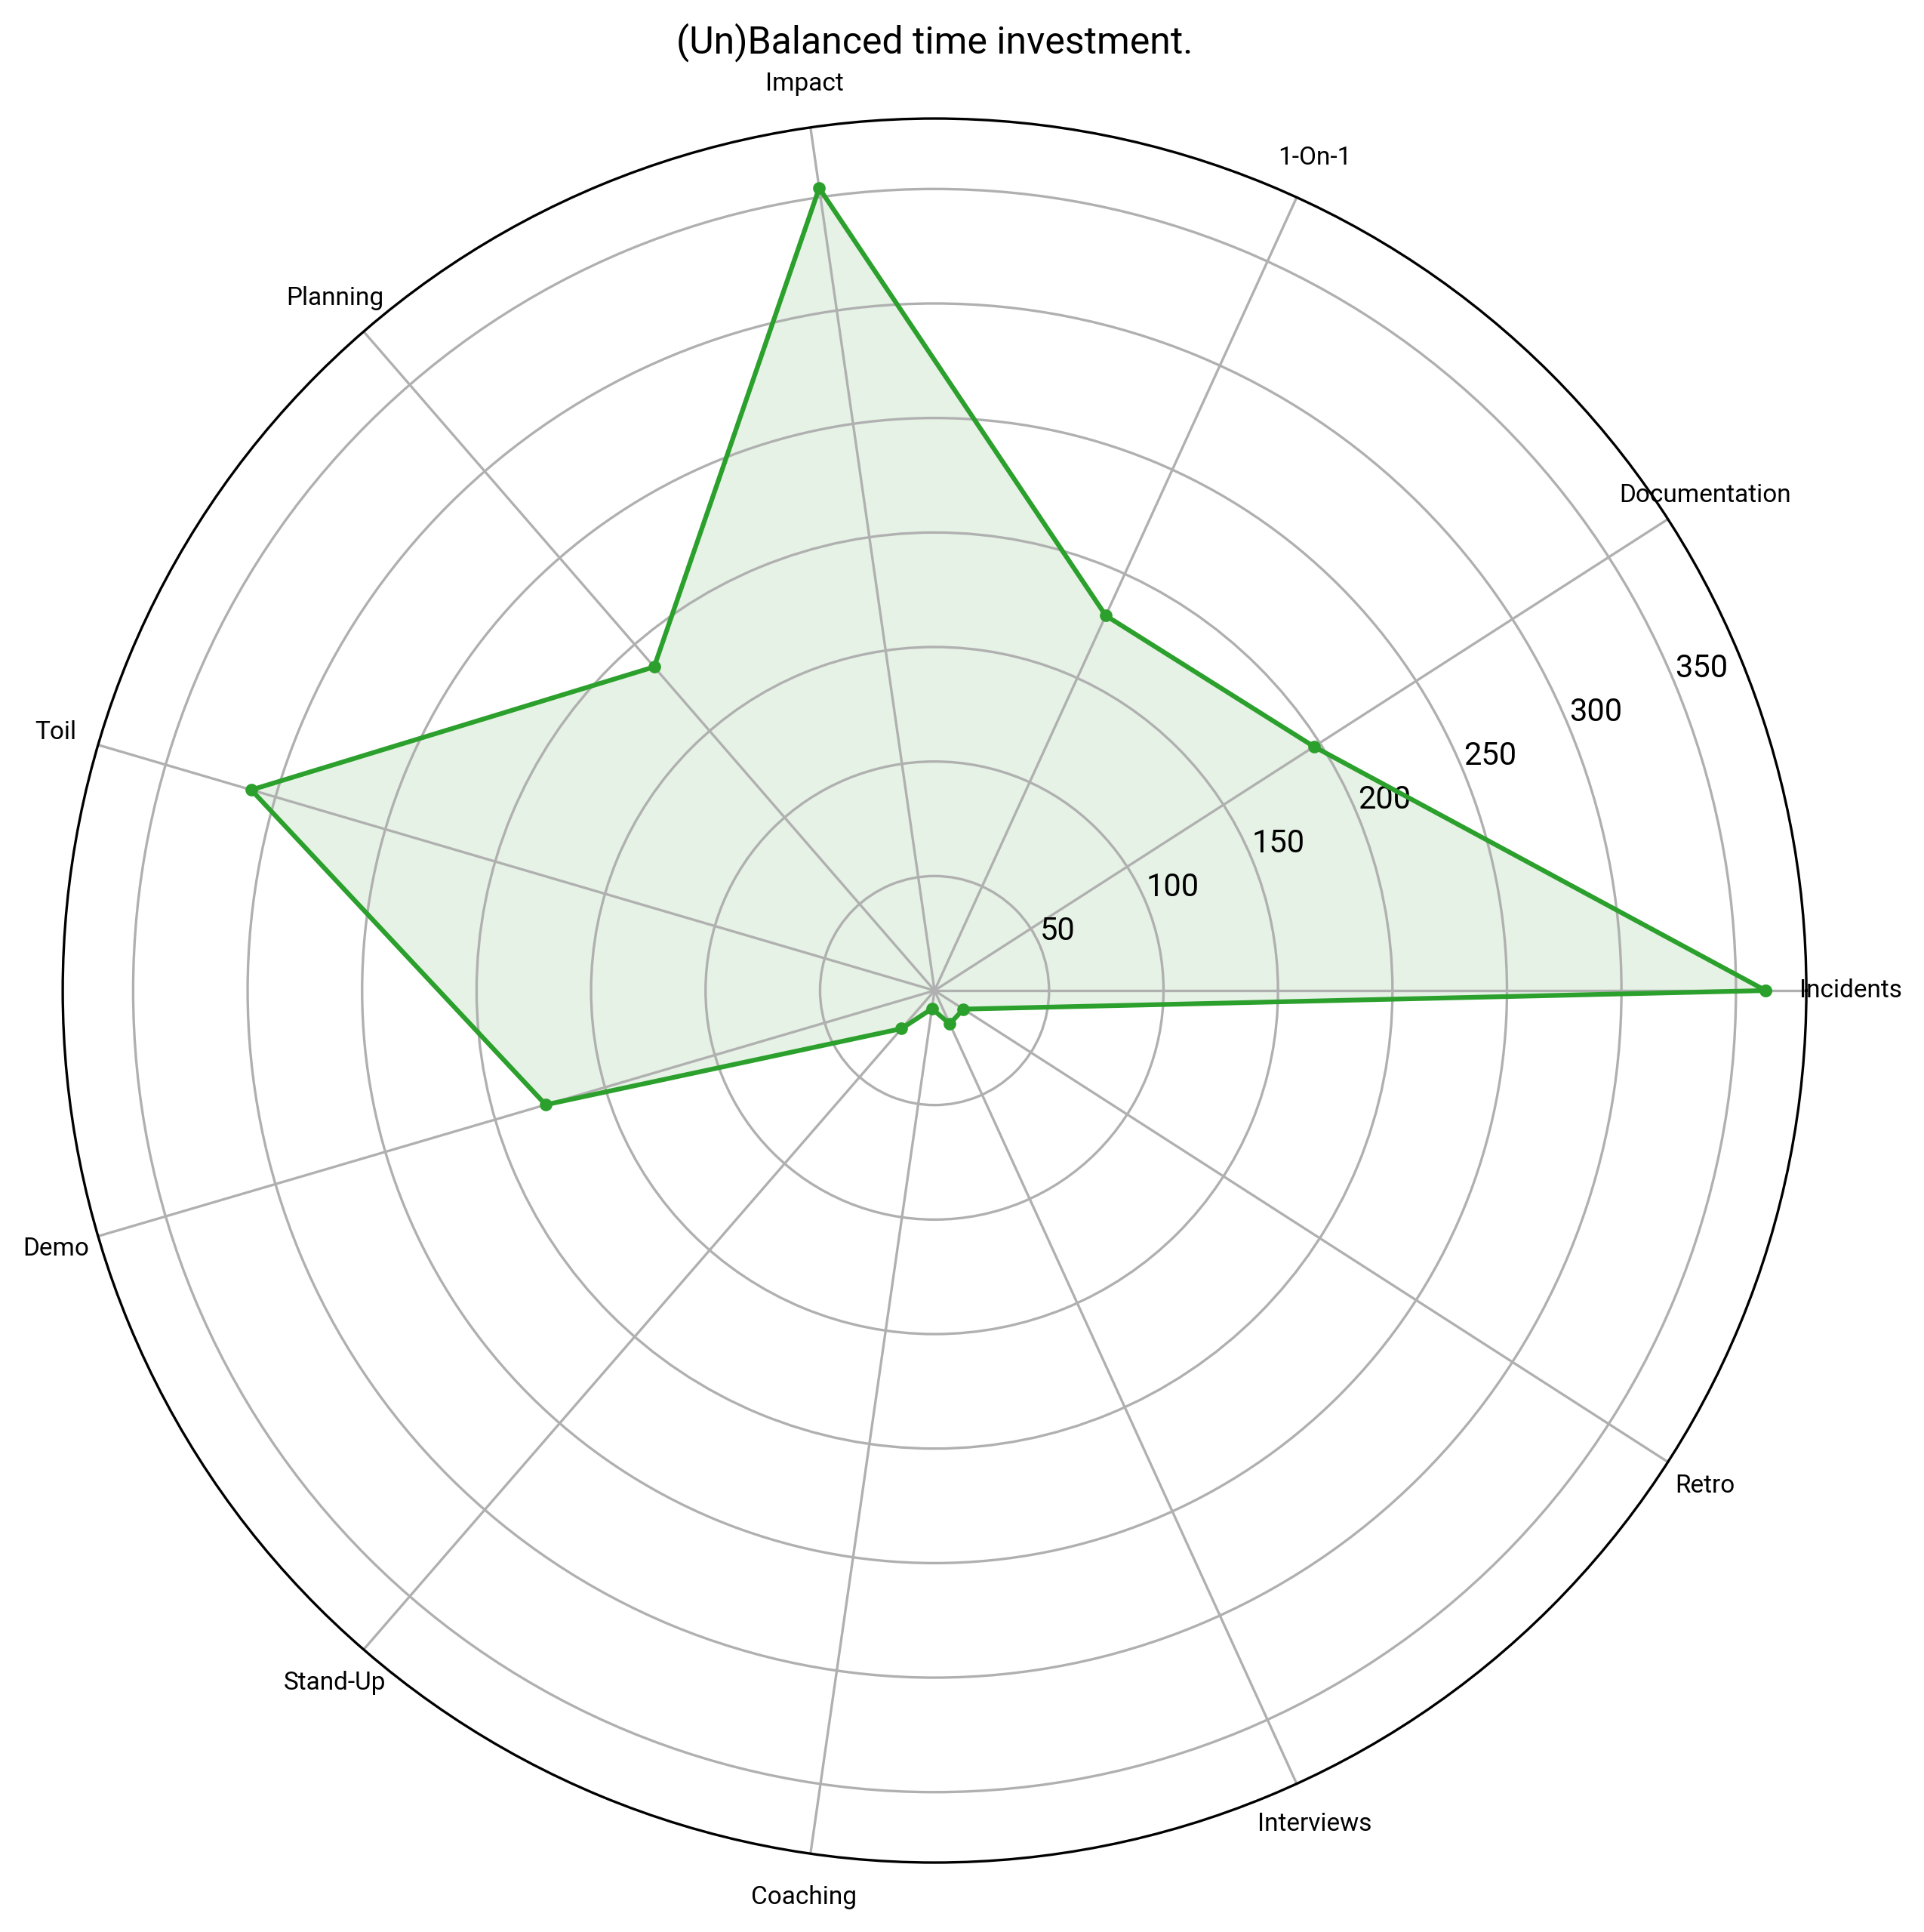 (Un)Balanced time investment.
Impact
1-On-1
Planning
Documentation
350
300
Toil
250
200
150
100
50
Incidents
Demo
Retro
Stand-Up
Interviews
Coaching